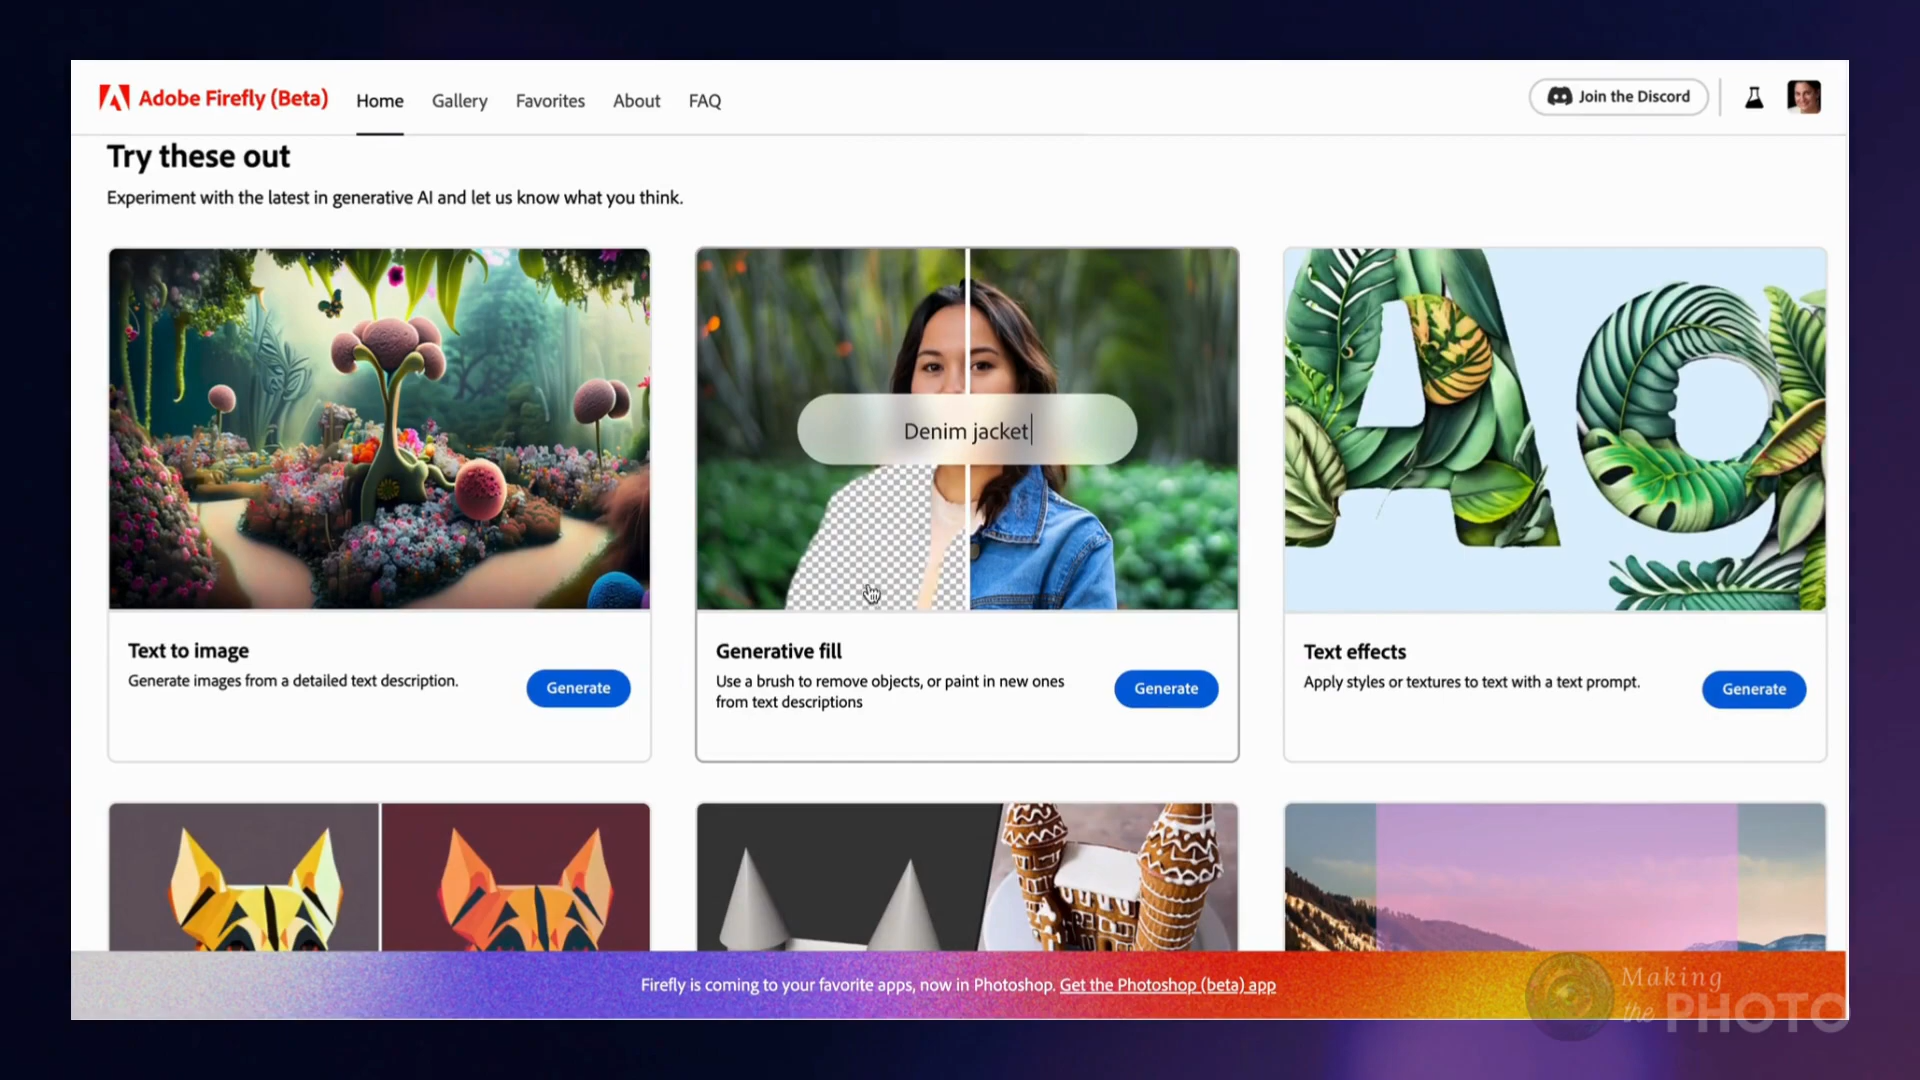 Adobe Firefly (Beta)
Home
Gallery
Favorites
About
FAQ
Join the Discord
Try these out
Experiment with the latest in generative AI and let us know what you think.
Denim jacket
Ag
Text to image
Generate images from a detailed text description.
Generate
Generative fill
Use a brush to remove objects, or paint in new ones
from text descriptions
Generate
Text effects
Apply styles or textures to text with a text prompt.
Generate
Firefly is coming to your favorite apps, now in Photoshop. Get the Photoshop (beta) app
Making
the PHOTO